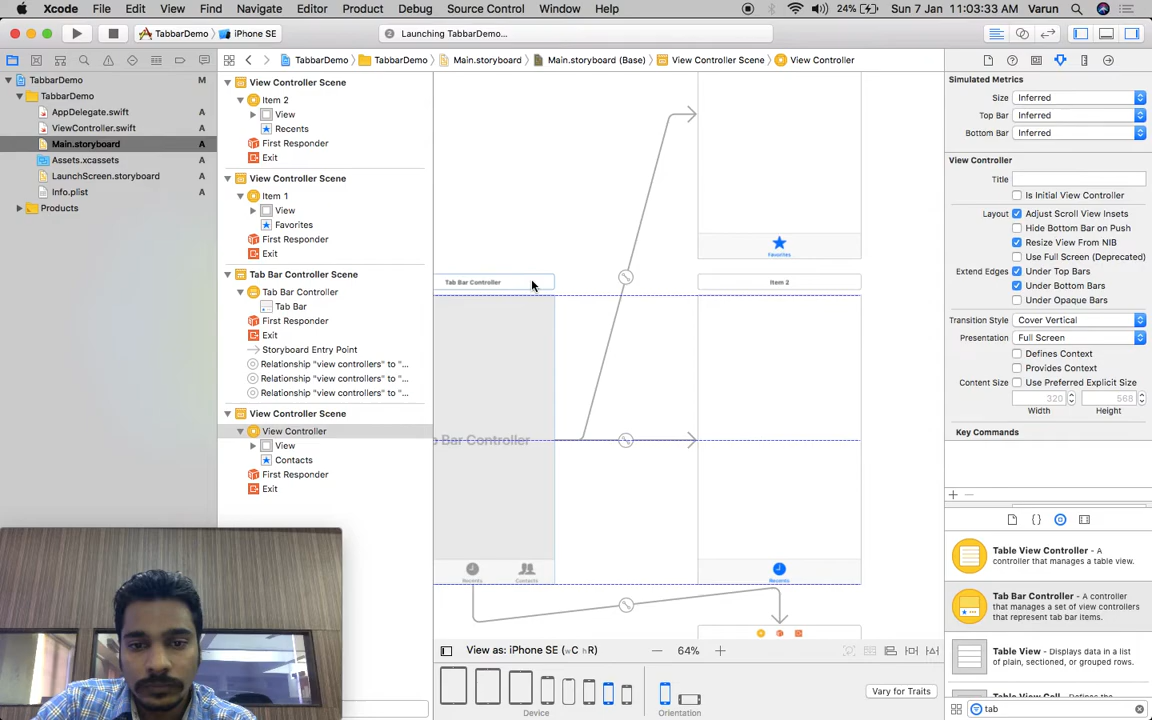 Xcode File Edit View Find Navigate Editor Product Debug Source Control Window Help 24% Sun 7 Jan 11:03:33 Varun
TabbarDemo iPhone SE Launching TabbarDemo...
TabbarDemo TabbarDemo Main.storyboard Main.storyboard (Base) View Controller Scene View Controller
TabbarDemo M
TabbarDemo
AppDelegate.swift A
ViewController.swift A
Main.storyboard A
Assets.xcassets A
LaunchScreen.storyboard A
Info.plist A
Products
View Controller Scene
Item 2
View
Recents
First Responder
Exit
View Controller Scene
Item 1
View
Favorites
First Responder
Exit
Tab Bar Controller Scene
Tab Bar Controller
Tab Bar
First Responder
Exit
Storyboard Entry Point
Relationship "view controllers" to "...
Relationship "view controllers" to "...
Relationship "view controllers" to "...
View Controller Scene
View Controller
View
Contacts
First Responder
Exit
Favorites
Tab Bar Controller
Item 2
Bar Controller
Recents
Contacts
Recents
View as: iPhone SE (wC hR)
64%
Device
Orientation
Vary for Traits
Simulated Metrics
Size Inferred
Top Bar Inferred
Bottom Bar Inferred
View Controller
Title
Is Initial View Controller
Layout Adjust Scroll View Insets
Hide Bottom Bar on Push
Resize View From NIB
Use Full Screen (Deprecated)
Extend Edges Under Top Bars
Under Bottom Bars
Under Opaque Bars
Transition Style Cover Vertical
Presentation Full Screen
Defines Context
Provides Context
Content Size Use Preferred Explicit Size
320 568
Width Height
Key Commands
Table View Controller - A
controller that manages a table view.
Tab Bar Controller - A controller
that manages a set of view controllers
that represent tab bar items.
Table View - Displays data in a list
of plain, sectioned, or grouped rows.
tab